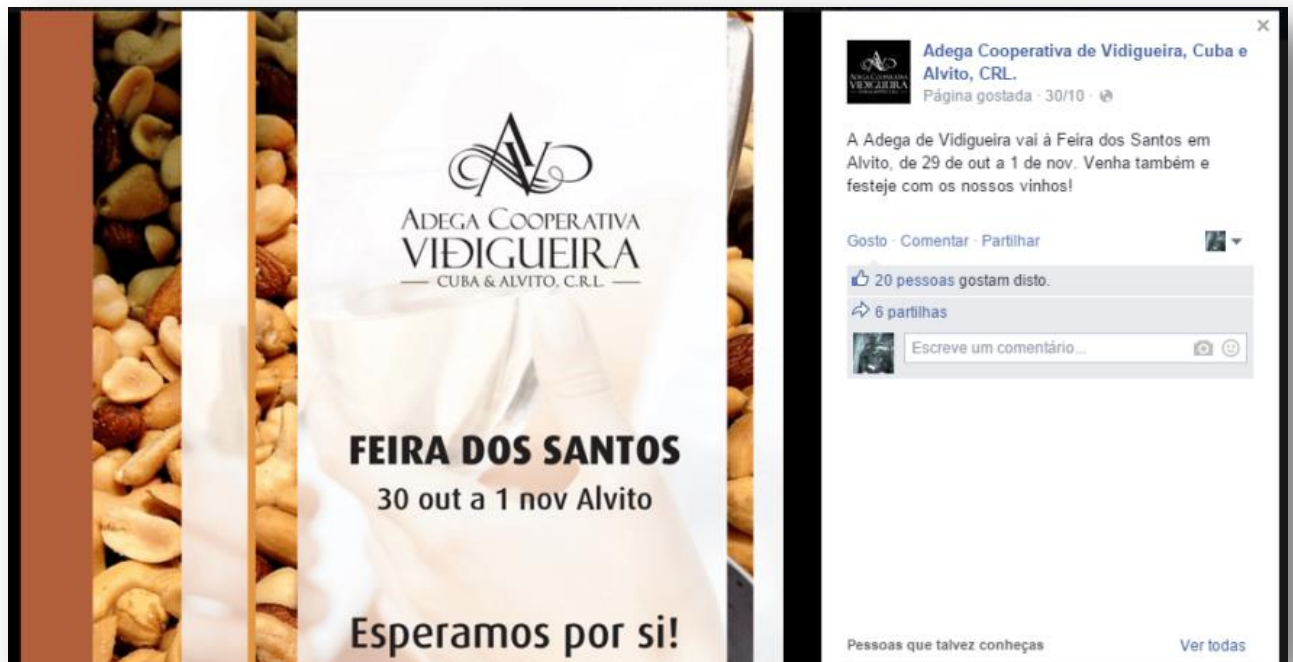 ADEGA COOPERATIVA
VIDIGUEIRA
CUBA & ALVITO, C.R.L.
FEIRA DOS SANTOS
30 out a 1 nov Alvito
Esperamos por si!
×
ADEGA COOPERATIVA
VIDIGUEIRA
Adega Cooperativa de Vidigueira, Cuba e
Alvito, CRL.
Página gostada · 30/10 ·
A Adega de Vidigueira vai à Feira dos Santos em
Alvito, de 29 de out a 1 de nov. Venha também e
festeje com os nossos vinhos!
Gosto · Comentar · Partilhar
20 pessoas gostam disto.
6 partilhas
Escreve um comentário...
Pessoas que talvez conheças Ver todas